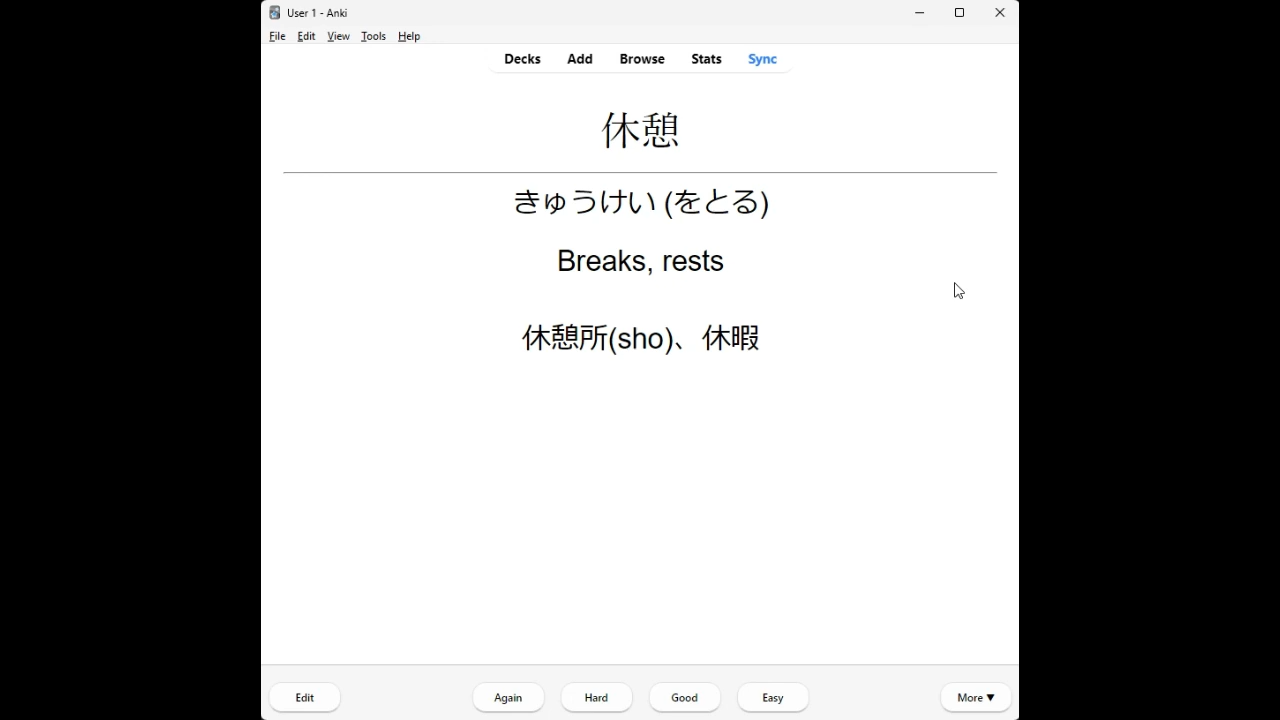 User 1 - Anki
File Edit View Tools Help
Decks Add Browse Stats Sync
休憩
きゅうけい (をとる)
Breaks, rests
休憩所(sho)、休暇
Edit Again Hard Good Easy More ▼